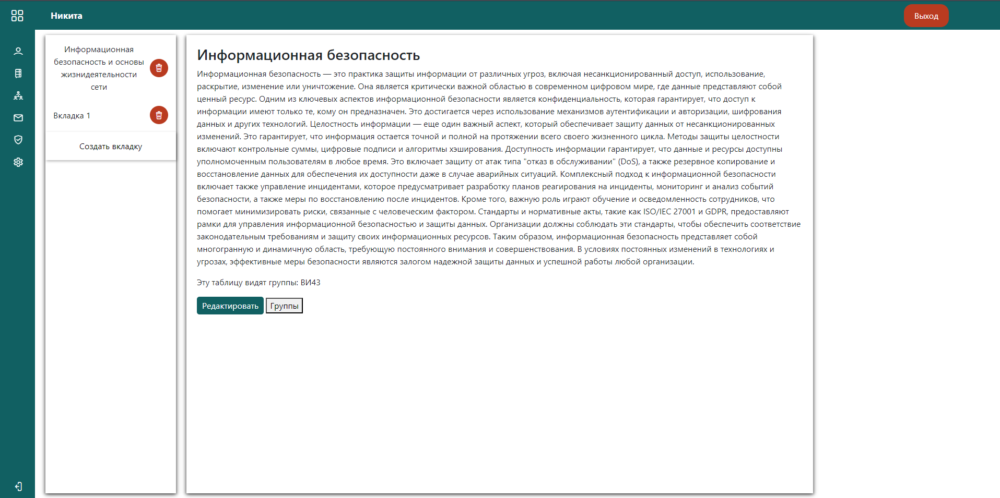 Никита
Выход
Информационная
безопасность и основы
жизнидеятельности
сети
Вкладка 1
Создать вкладку
Информационная безопасность
Информационная безопасность — это практика защиты информации от различных угроз, включая несанкционированный доступ, использование,
раскрытие, изменение или уничтожение. Она является критически важной областью в современном цифровом мире, где данные представляют собой
ценный ресурс. Одним из ключевых аспектов информационной безопасности является конфиденциальность, которая гарантирует, что доступ к
информации имеют только те, кому он предназначен. Это достигается через использование механизмов аутентификации и авторизации, шифрования
данных и других технологий. Целостность информации — еще один важный аспект, который обеспечивает защиту данных от несанкционированных
изменений. Это гарантирует, что информация остается точной и полной на протяжении всего своего жизненного цикла. Методы защиты целостности
включают контрольные суммы, цифровые подписи и алгоритмы хэширования. Доступность информации гарантирует, что данные и ресурсы доступны
уполномоченным пользователям в любое время. Это включает защиту от атак типа "отказ в обслуживании" (DoS), а также резервное копирование и
восстановление данных для обеспечения их доступности даже в случае аварийных ситуаций. Комплексный подход к информационной безопасности
включает также управление инцидентами, которое предусматривает разработку планов реагирования на инциденты, мониторинг и анализ событий
безопасности, а также меры по восстановлению после инцидентов. Кроме того, важную роль играют обучение и осведомленность сотрудников, что
помогает минимизировать риски, связанные с человеческим фактором. Стандарты и нормативные акты, такие как ISO/IEC 27001 и GDPR, предоставляют
рамки для управления информационной безопасностью и защиты данных. Организации должны соблюдать эти стандарты, чтобы обеспечить соответствие
законодательным требованиям и защиту своих информационных ресурсов. Таким образом, информационная безопасность представляет собой
многогранную и динамичную область, требующую постоянного внимания и совершенствования. В условиях постоянных изменений в технологиях и
угрозах, эффективные меры безопасности являются залогом надежной защиты данных и успешной работы любой организации.
Эту таблицу видят группы: ВИ43
Редактировать
Группы